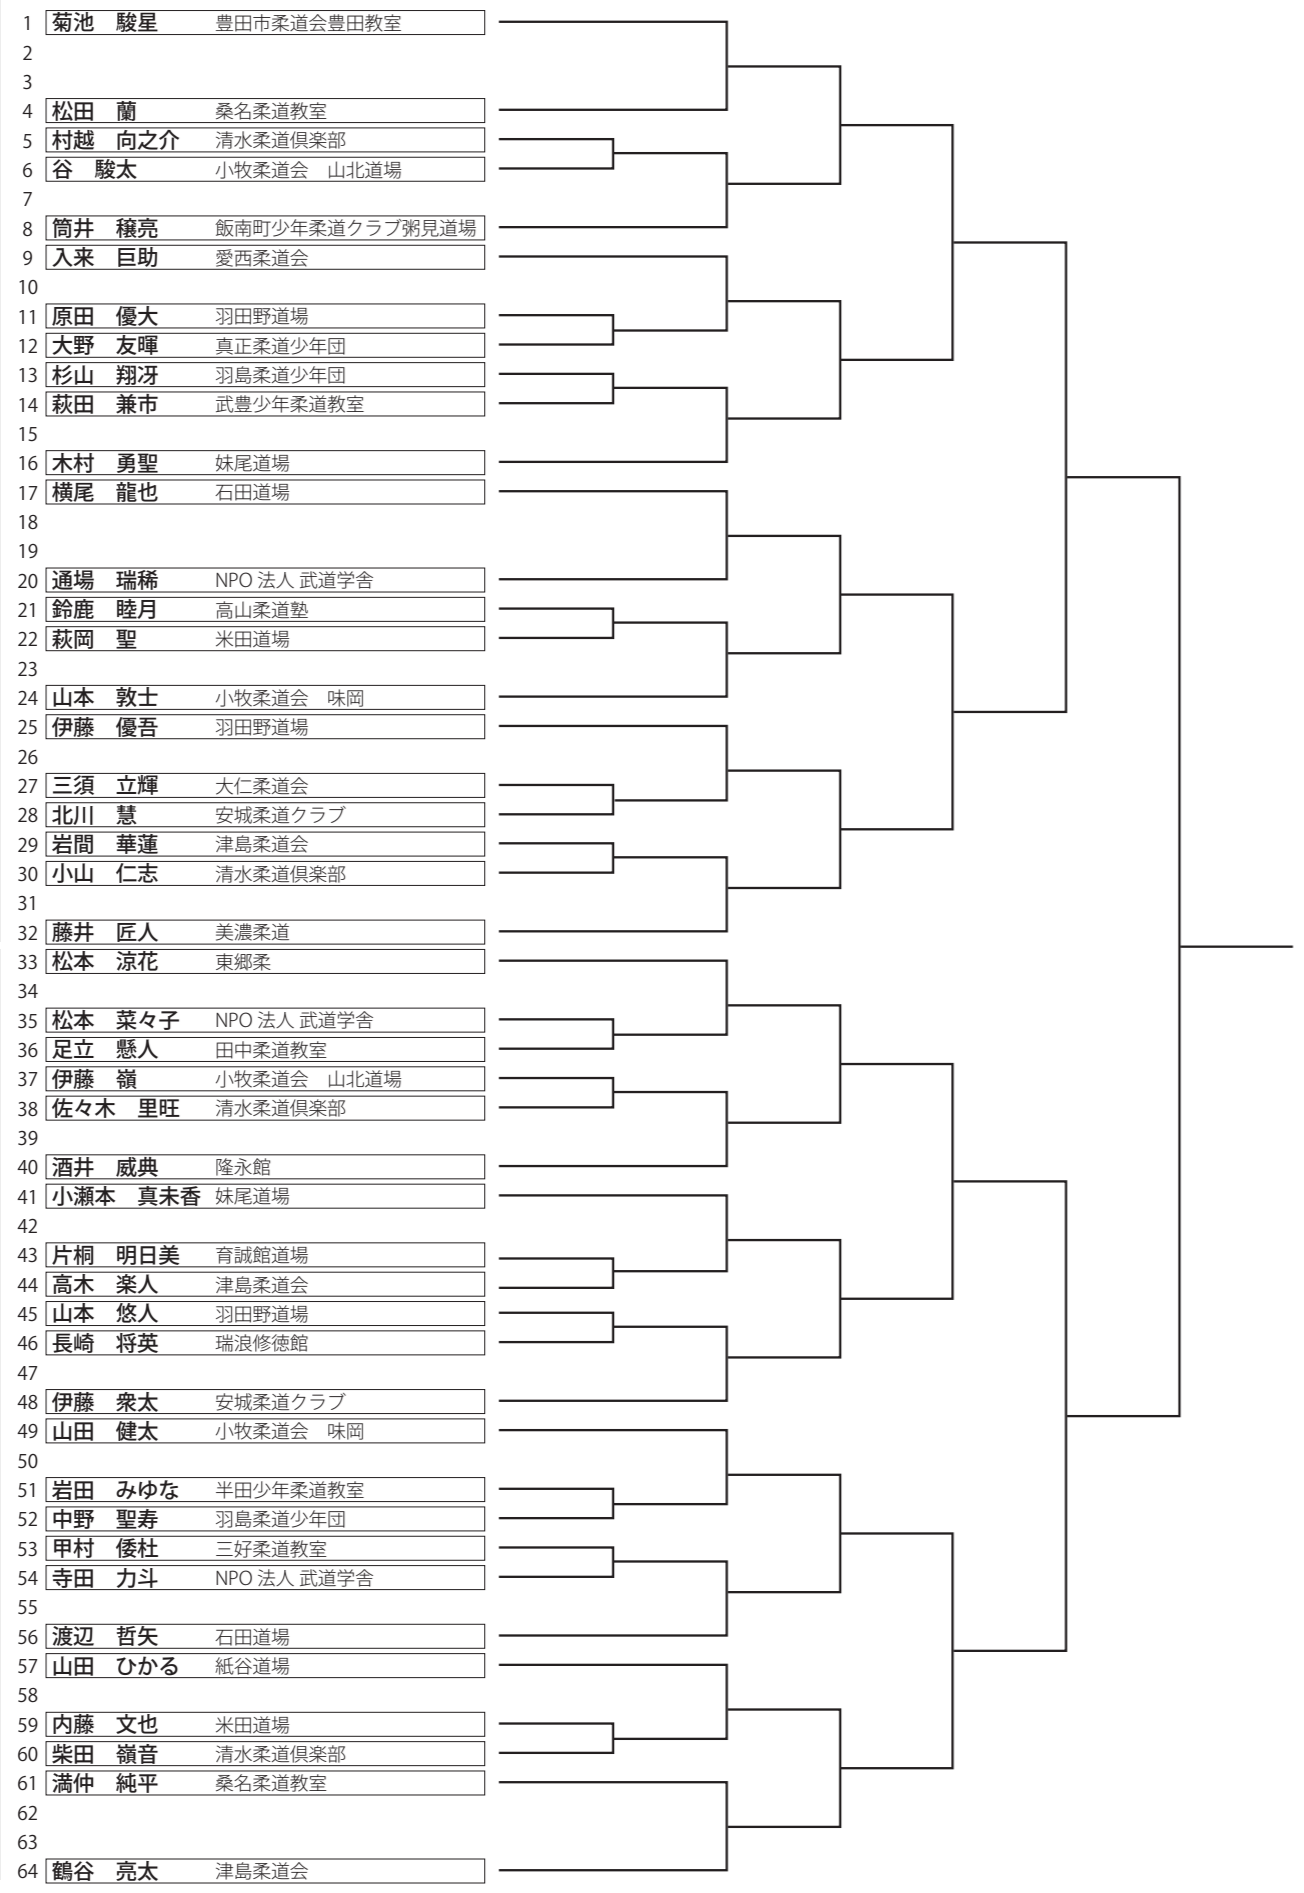 1 菊池　駿星 豊田市柔道会豊田教室
2
3
4 松田　蘭 桑名柔道教室
5 村越　向之介 清水柔道倶楽部
6 谷　駿太 小牧柔道会　山北道場
7
8 筒井　穣亮 飯南町少年柔道クラブ粥見道場
9 入来　巨助 愛西柔道会
10
11 原田　優大 羽田野道場
12 大野　友暉 真正柔道少年団
13 杉山　翔冴 羽島柔道少年団
14 萩田　兼市 武豊少年柔道教室
15
16 木村　勇聖 妹尾道場
17 横尾　龍也 石田道場
18
19
20 通場　瑞稀 NPO 法人 武道学舎
21 鈴鹿　睦月 高山柔道塾
22 萩岡　聖 米田道場
23
24 山本　敦士 小牧柔道会　味岡
25 伊藤　優吾 羽田野道場
26
27 三須　立輝 大仁柔道会
28 北川　慧 安城柔道クラブ
29 岩間　華蓮 津島柔道会
30 小山　仁志 清水柔道倶楽部
31
32 藤井　匠人 美濃柔道
33 松本　涼花 東郷柔
34
35 松本　菜々子 NPO 法人 武道学舎
36 足立　懸人 田中柔道教室
37 伊藤　嶺 小牧柔道会　山北道場
38 佐々木　里旺 清水柔道倶楽部
39
40 酒井　威典 隆永館
41 小瀬本　真未香 妹尾道場
42
43 片桐　明日美 育誠館道場
44 高木　楽人 津島柔道会
45 山本　悠人 羽田野道場
46 長崎　将英 瑞浪修徳館
47
48 伊藤　衆太 安城柔道クラブ
49 山田　健太 小牧柔道会　味岡
50
51 岩田　みゆな 半田少年柔道教室
52 中野　聖寿 羽島柔道少年団
53 甲村　倭杜 三好柔道教室
54 寺田　力斗 NPO 法人 武道学舎
55
56 渡辺　哲矢 石田道場
57 山田　ひかる 紙谷道場
58
59 内藤　文也 米田道場
60 柴田　嶺音 清水柔道倶楽部
61 満仲　純平 桑名柔道教室
62
63
64 鶴谷　亮太 津島柔道会